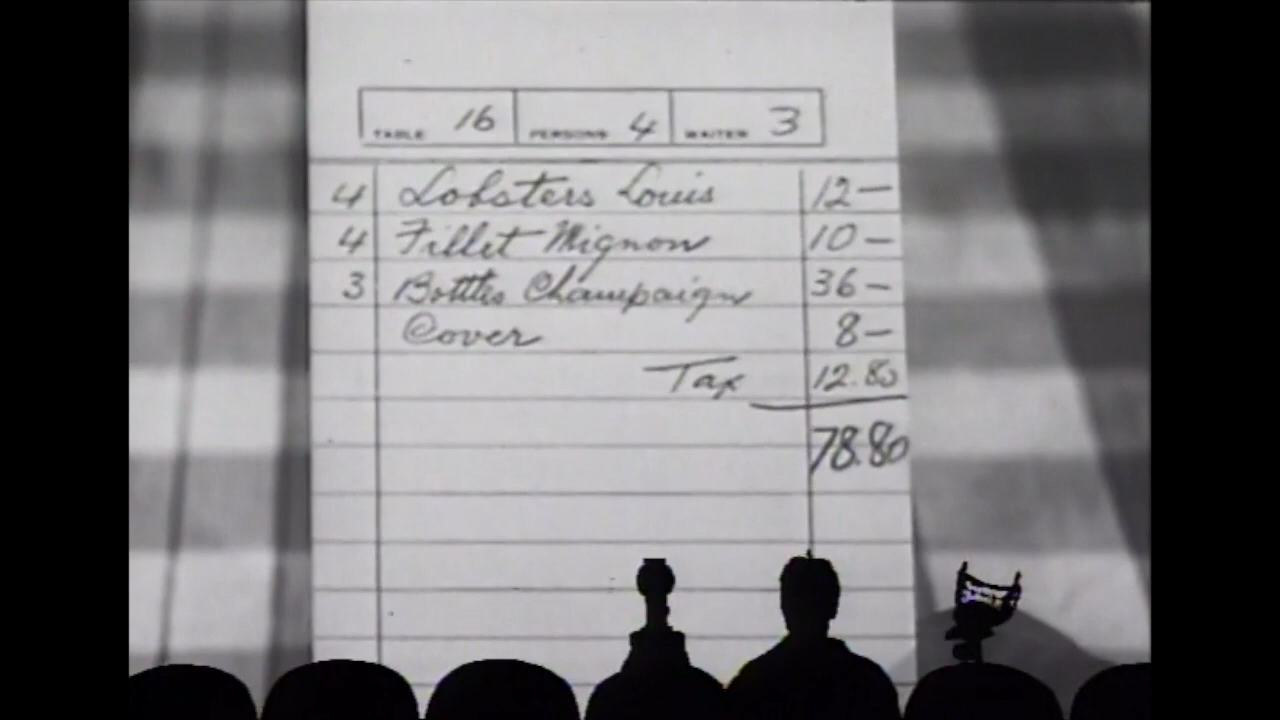 TABLE 16 PERSONS 4 WAITER 3
4 Lobsters Louis 12—
4 Fillet Mignon 10—
3 Bottles Champaign 36—
Cover 8—
Tax 12.80
78.80